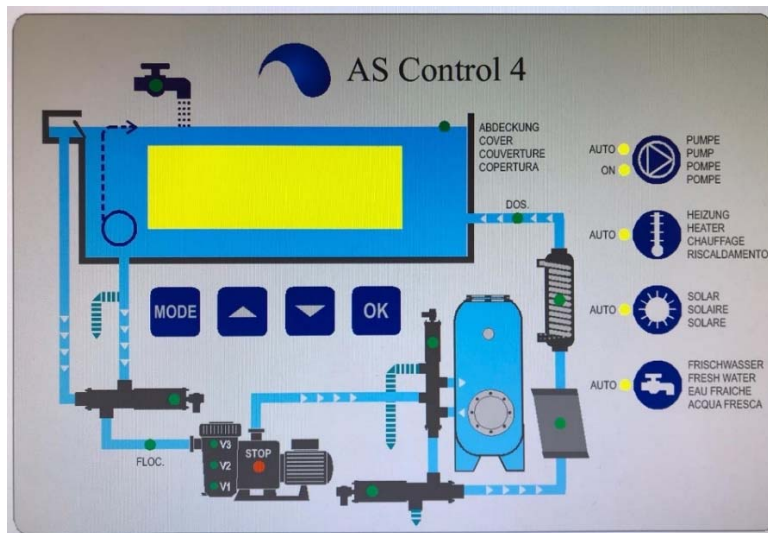 AS Control 4
ABDECKUNG
COVER
COUVERTURE
COPERTURA
AUTO
ON
PUMPE
PUMP
POMPE
POMPE
DOS.
AUTO
HEIZUNG
HEATER
CHAUFFAGE
RISCALDAMENTO
MODE
OK
AUTO
SOLAR
SOLAIRE
SOLARE
AUTO
FRISCHWASSER
FRESH WATER
EAU FRAICHE
ACQUA FRESCA
FLOC.
V3
V2
V1
STOP